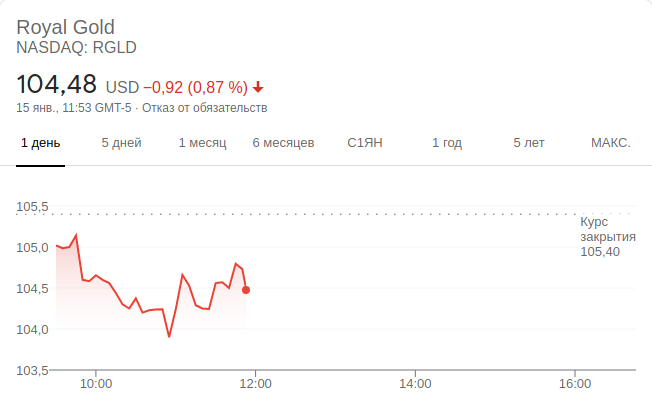 Royal Gold
NASDAQ: RGLD
104,48 USD −0,92 (0,87 %)
15 янв., 11:53 GMT-5 · Отказ от обязательств
1 день 5 дней 1 месяц 6 месяцев С1ЯН 1 год 5 лет МАКС.
105,5
Курс
закрытия
105,40
105,0
104,5
104,0
103,5
10:00 12:00 14:00 16:00